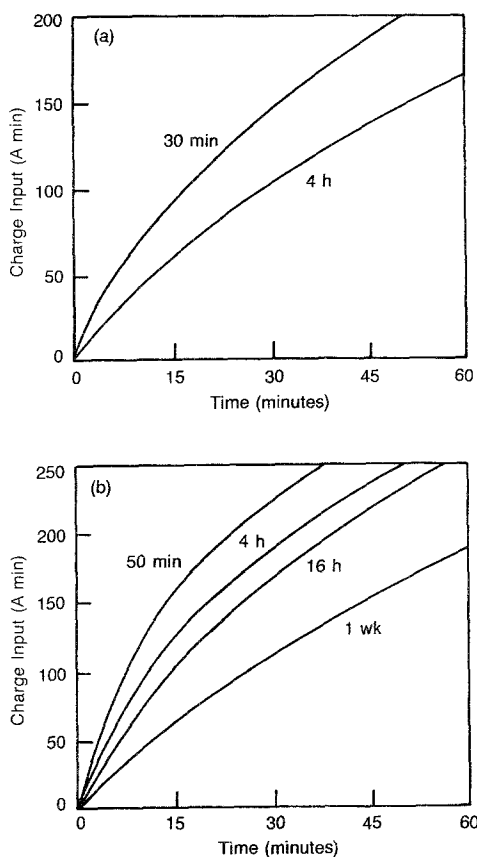 (a)
200
150
100
50
0
30 min
4 h
Charge Input (A min)
0 15 30 45 60
Time (minutes)
(b)
250
200
150
100
50
0
50 min
4 h
16 h
1 wk
Charge Input (A min)
0 15 30 45 60
Time (minutes)